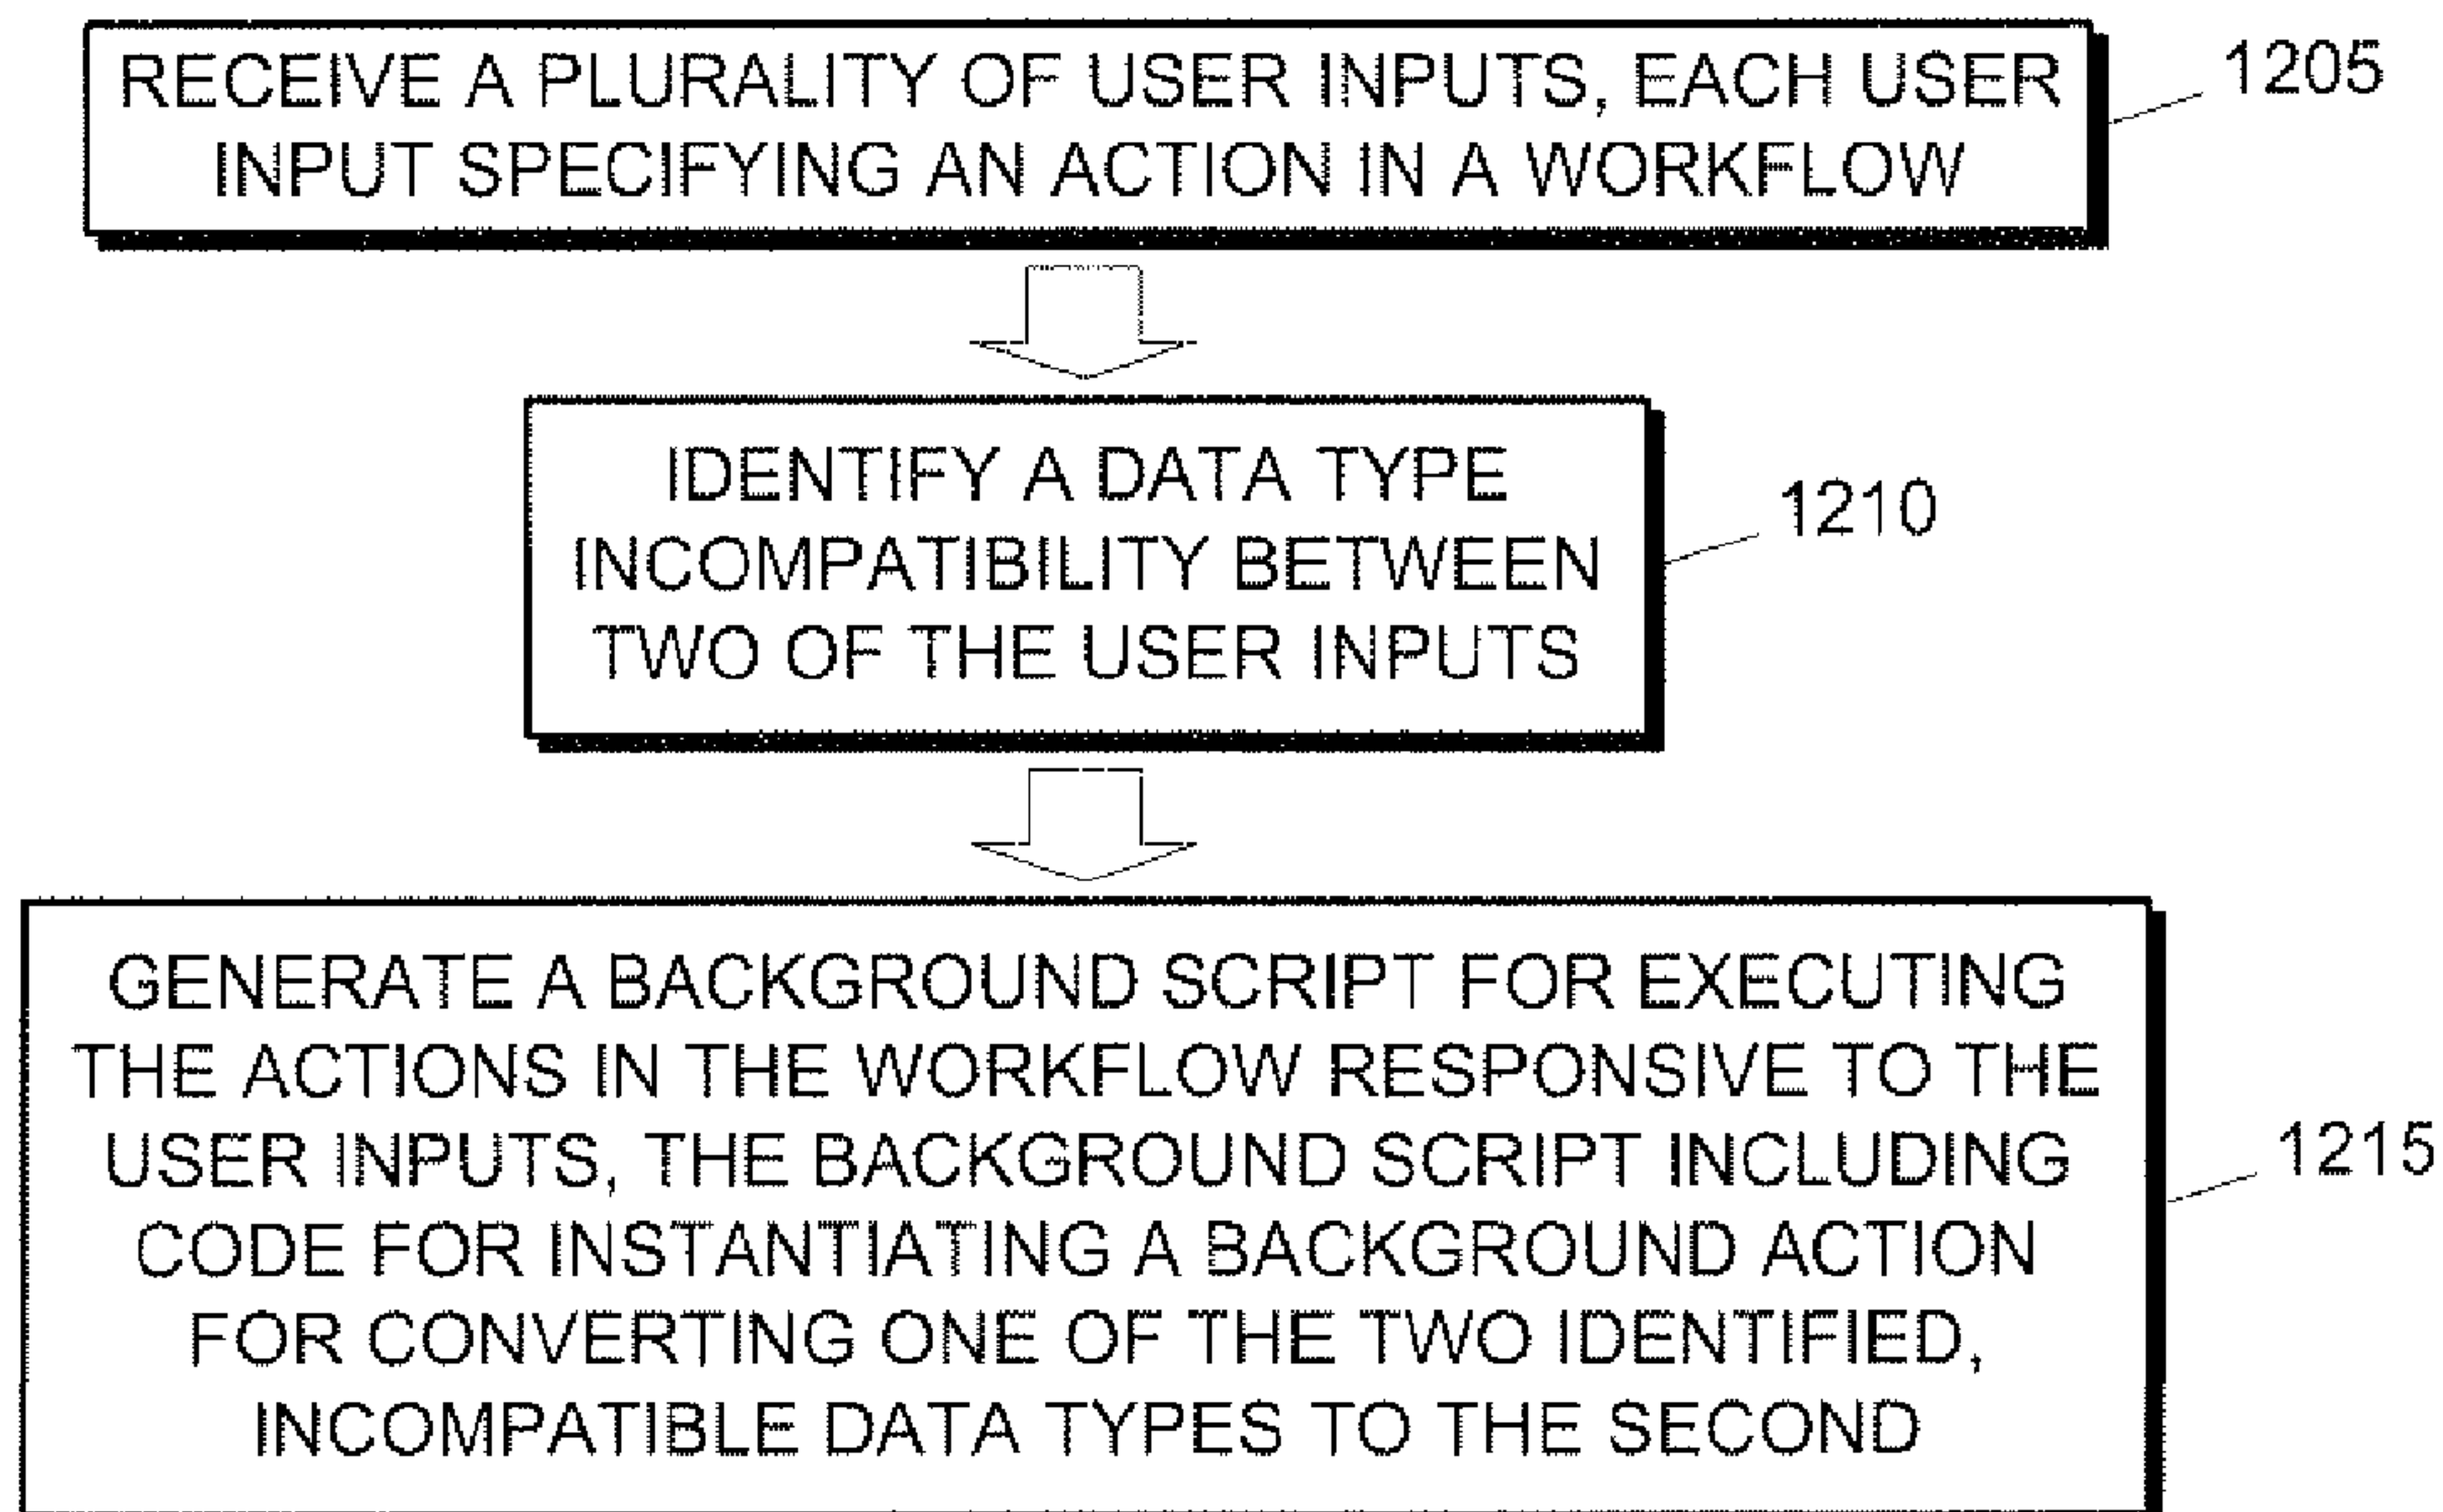 RECEIVE A PLURALITY OF USER INPUTS, EACH USER
INPUT SPECIFYING AN ACTION IN A WORKFLOW
1205
IDENTIFY A DATA TYPE
INCOMPATIBILITY BETWEEN
TWO OF THE USER INPUTS
1210
GENERATE A BACKGROUND SCRIPT FOR EXECUTING
THE ACTIONS IN THE WORKFLOW RESPONSIVE TO THE
USER INPUTS, THE BACKGROUND SCRIPT INCLUDING
CODE FOR INSTANTIATING A BACKGROUND ACTION
FOR CONVERTING ONE OF THE TWO IDENTIFIED,
INCOMPATIBLE DATA TYPES TO THE SECOND
1215